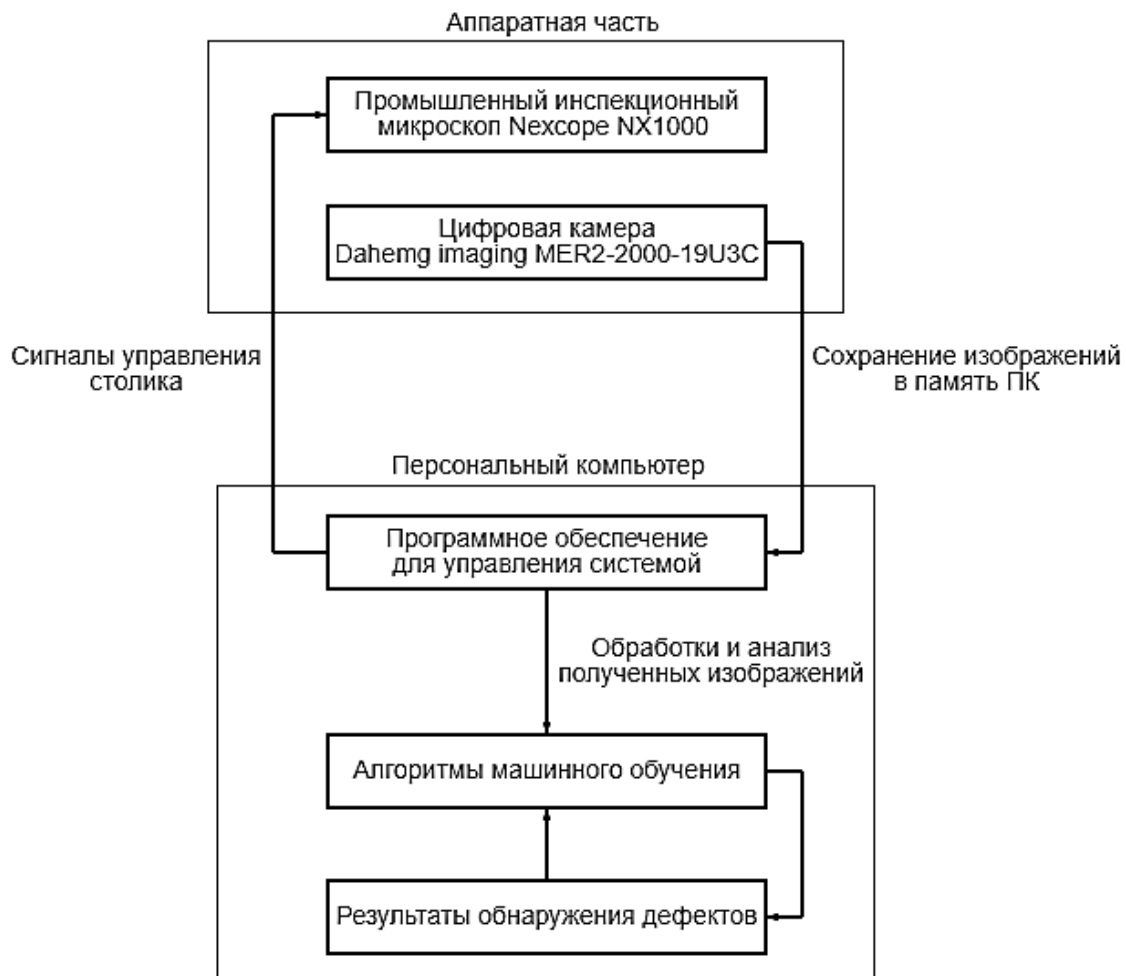 Аппаратная часть
Промышленный инспекционный
микроскоп Nexcope NX1000
Цифровая камера
Dahemg imaging MER2-2000-19U3C
Сигналы управления
столика
Сохранение изображений
в память ПК
Персональный компьютер
Программное обеспечение
для управления системой
Обработки и анализ
полученных изображений
Алгоритмы машинного обучения
Результаты обнаружения дефектов